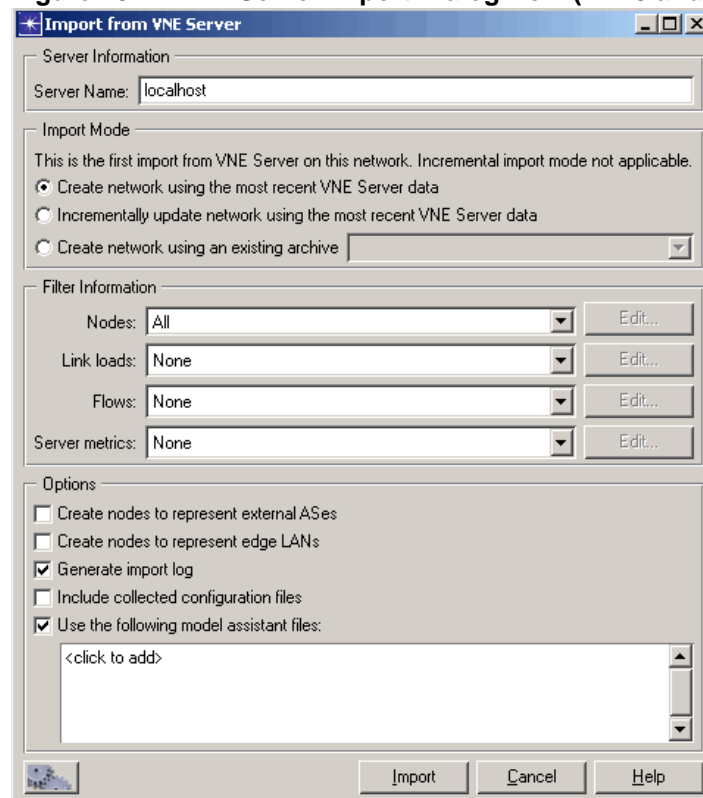 Import from VNE Server
Server Information
Server Name: localhost
Import Mode
This is the first import from VNE Server on this network. Incremental import mode not applicable.
Create network using the most recent VNE Server data
Incrementally update network using the most recent VNE Server data
Create network using an existing archive
Filter Information
Nodes: All Edit...
Link loads: None Edit...
Flows: None Edit...
Server metrics: None Edit...
Options
Create nodes to represent external ASes
Create nodes to represent edge LANs
Generate import log
Include collected configuration files
Use the following model assistant files:
<click to add>
Import Cancel Help